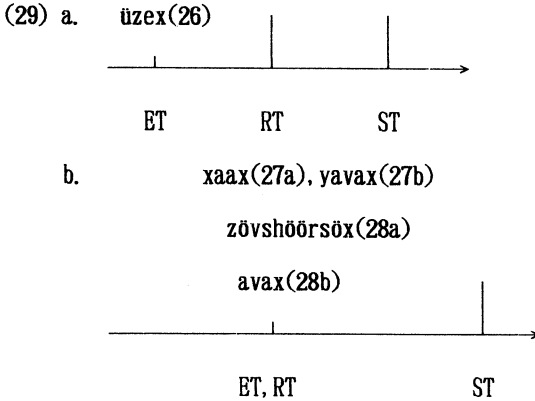 (29) a. üzex(26)
ET RT ST
b. xaax(27a), yavax(27b)
zövshöörsöx(28a)
avax(28b)
ET, RT ST